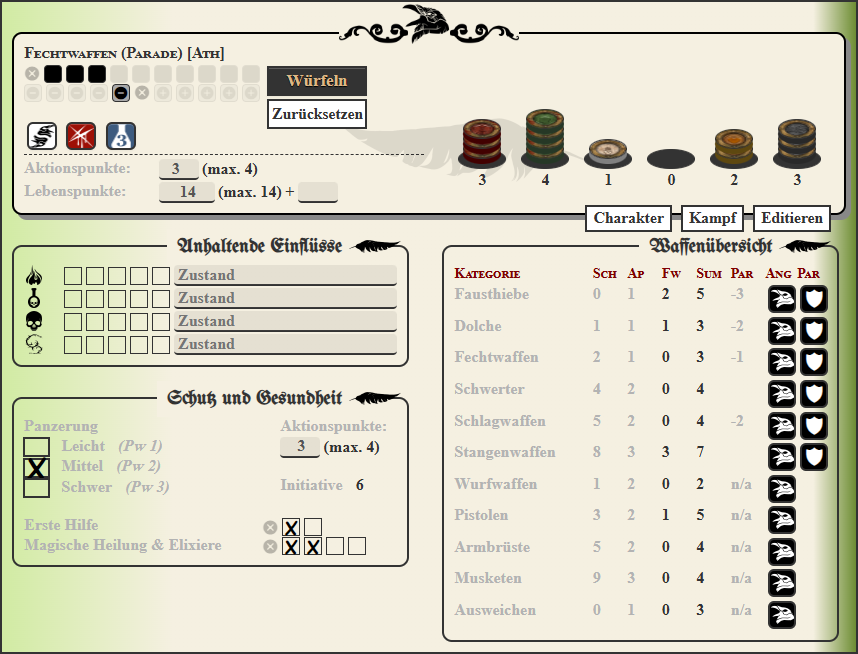 Fechtwaffen (Parade) [Ath]
Würfeln
Zurücksetzen
3
Aktionspunkte: 3 (max. 4)
Lebenspunkte: 14 (max. 14) +
3 4 1 0 2 3
Charakter Kampf Editieren
Anhaltende Einflüsse
Zustand
Zustand
Zustand
Zustand
Schutz und Gesundheit
Panzerung
Leicht (Pw 1)
X Mittel (Pw 2)
Schwer (Pw 3)
Aktionspunkte:
3 (max. 4)
Initiative 6
Erste Hilfe X
Magische Heilung & Elixiere X X
Waffenübersicht
Kategorie Sch Ap Fw Sum Par Ang Par
Fausthiebe 0 1 2 5 -3
Dolche 1 1 1 3 -2
Fechtwaffen 2 1 0 3 -1
Schwerter 4 2 0 4
Schlagwaffen 5 2 0 4 -2
Stangenwaffen 8 3 3 7
Wurfwaffen 1 2 0 2 n/a
Pistolen 3 2 1 5 n/a
Armbrüste 5 2 0 4 n/a
Musketen 9 3 0 4 n/a
Ausweichen 0 1 0 3 n/a